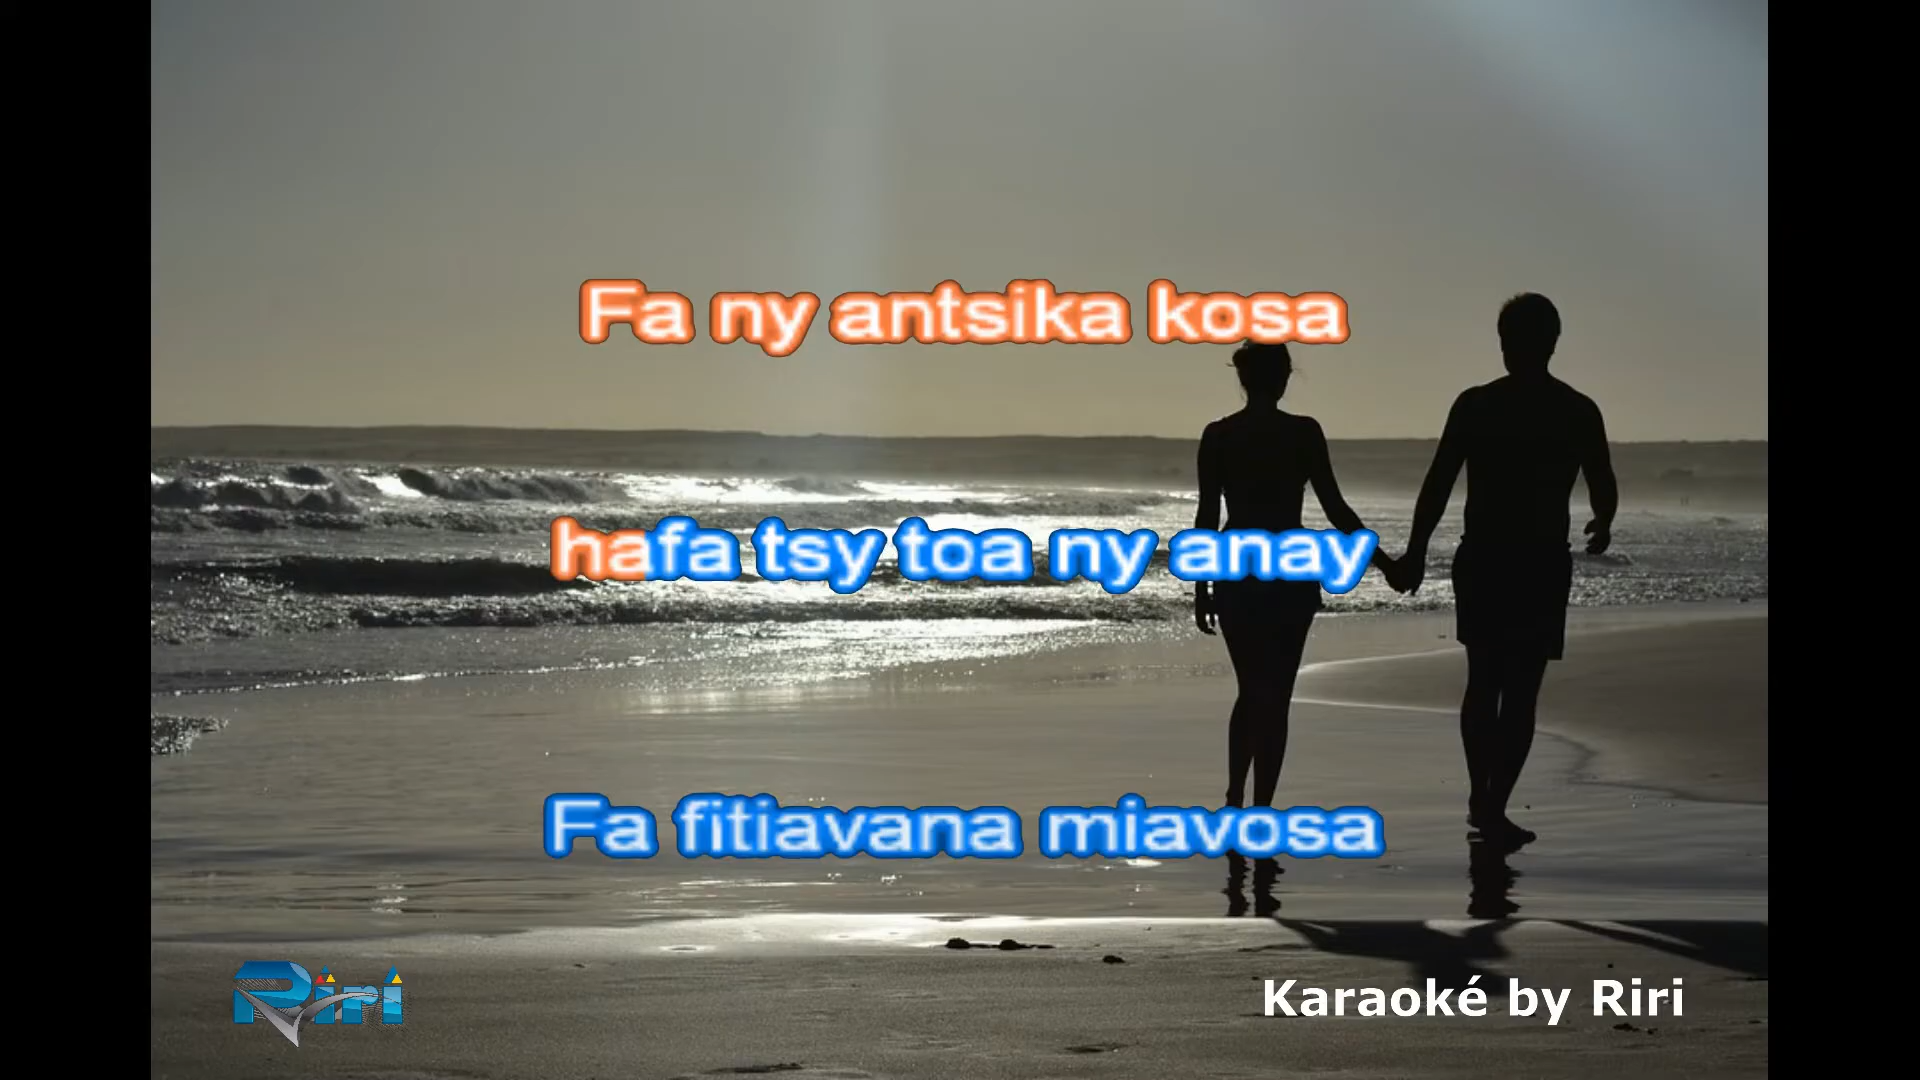 Fa ny antsika kosa
hafa tsy toa ny anay
Fa fitiavana miavosa
Riri
Karaoké by Riri